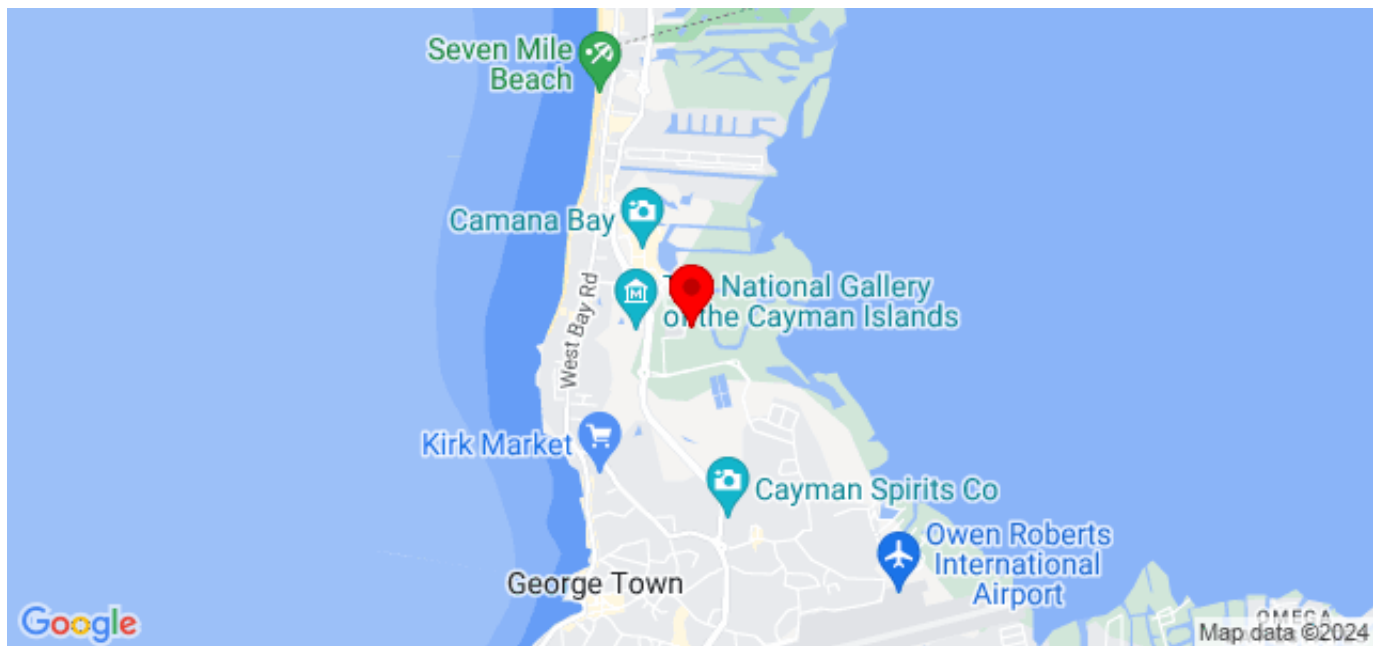 Seven Mile
Beach
Camana Bay
National Gallery
of the Cayman Islands
West Bay Rd
Kirk Market
Cayman Spirits Co
Owen Roberts
International
Airport
George Town
OMEGA
Google
Map data ©2024